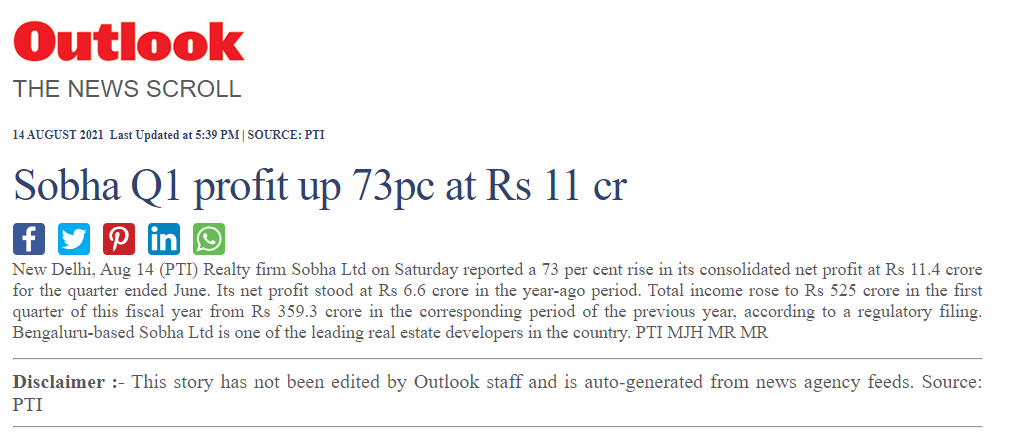 Outlook
THE NEWS SCROLL
14 AUGUST 2021 Last Updated at 5:39 PM | SOURCE: PTI
Sobha Q1 profit up 73pc at Rs 11 cr
New Delhi, Aug 14 (PTI) Realty firm Sobha Ltd on Saturday reported a 73 per cent rise in its consolidated net profit at Rs 11.4 crore
for the quarter ended June. Its net profit stood at Rs 6.6 crore in the year-ago period. Total income rose to Rs 525 crore in the first
quarter of this fiscal year from Rs 359.3 crore in the corresponding period of the previous year, according to a regulatory filing.
Bengaluru-based Sobha Ltd is one of the leading real estate developers in the country. PTI MJH MR MR
Disclaimer :- This story has not been edited by Outlook staff and is auto-generated from news agency feeds. Source:
PTI